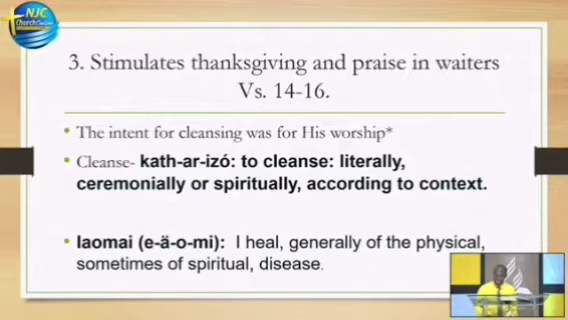 NJC
ChurchOnline
3. Stimulates thanksgiving and praise in waiters
Vs. 14-16.
• The intent for cleansing was for His worship*
• Cleanse- kath-ar-izó: to cleanse: literally,
ceremonially or spiritually, according to context.
• Iaomai (e-ä-o-mi): I heal, generally of the physical,
sometimes of spiritual, disease.